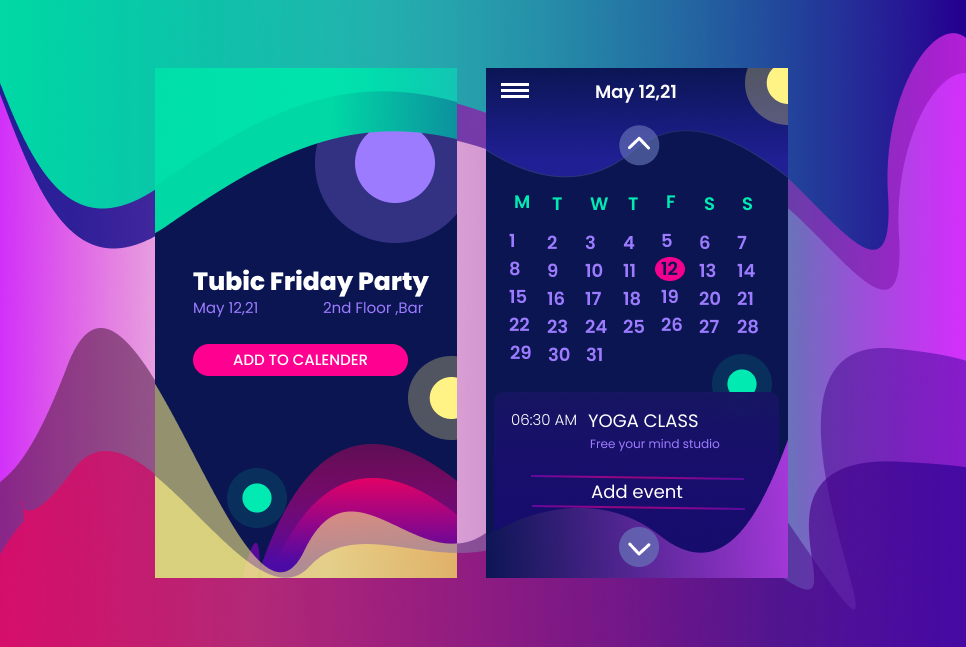 Tubic Friday Party
May 12,21 2nd Floor ,Bar
ADD TO CALENDER
May 12,21
M T W T F S S
1 2 3 4 5 6 7
8 9 10 11 12 13 14
15 16 17 18 19 20 21
22 23 24 25 26 27 28
29 30 31
06:30 AM YOGA CLASS
Free your mind studio
Add event